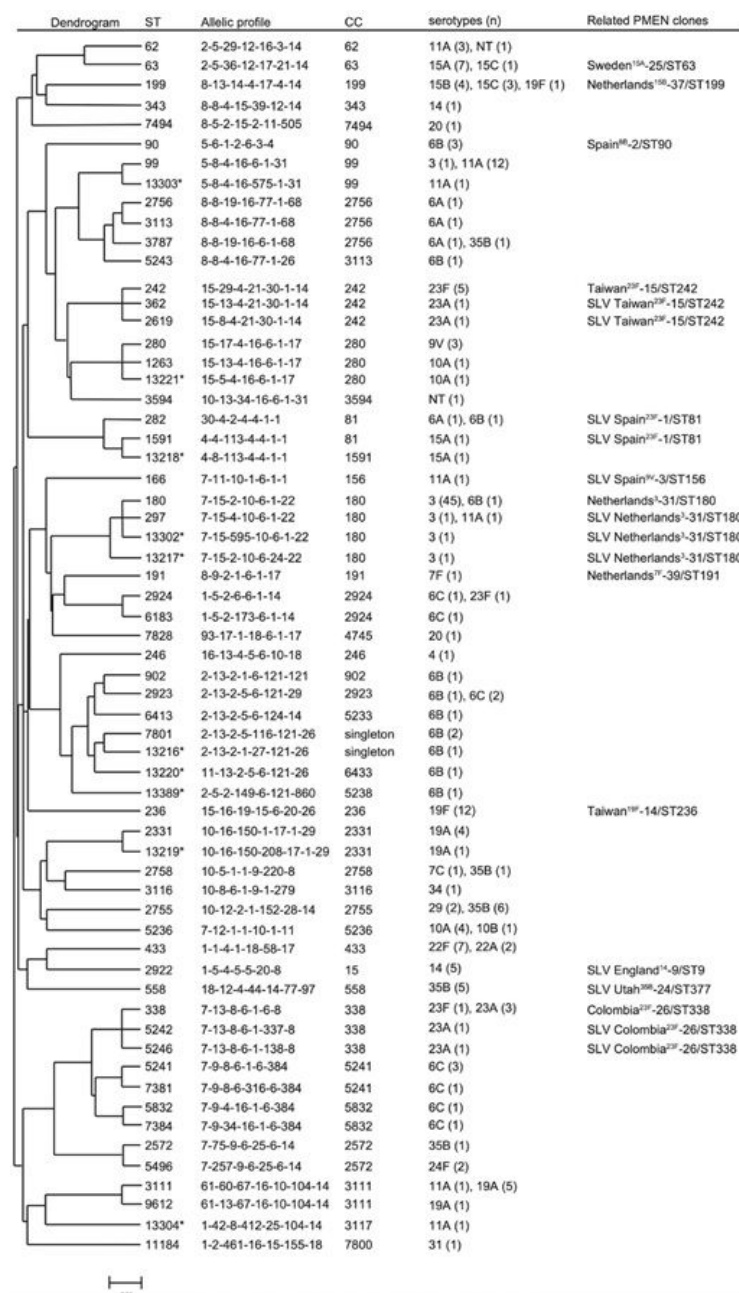 Dendrogram ST Allelic profile CC serotypes (n) Related PMEN clones
62 2-5-29-12-16-3-14 62 11A (3), NT (1)
63 2-5-36-12-17-21-14 63 15A (7), 15C (1) Sweden15A-25/ST63
199 8-13-14-4-17-4-14 199 15B (4), 15C (3), 19F (1) Netherlands15B-37/ST199
343 8-8-4-15-39-12-14 343 14 (1)
7494 8-5-2-15-2-11-505 7494 20 (1)
90 5-6-1-2-6-3-4 90 6B (3) Spain6B-2/ST90
99 5-8-4-16-6-1-31 99 3 (1), 11A (12)
13303* 5-8-4-16-575-1-31 99 11A (1)
2756 8-8-19-16-77-1-68 2756 6A (1)
3113 8-8-4-16-77-1-68 2756 6A (1)
3787 8-8-19-16-6-1-68 2756 6A (1), 35B (1)
5243 8-8-4-16-77-1-26 3113 6B (1)
242 15-29-4-21-30-1-14 242 23F (5) Taiwan23F-15/ST242
362 15-13-4-21-30-1-14 242 23A (1) SLV Taiwan23F-15/ST242
2619 15-8-4-21-30-1-14 242 23A (1) SLV Taiwan23F-15/ST242
280 15-17-4-16-6-1-17 280 9V (3)
1263 15-13-4-16-6-1-17 280 10A (1)
13221* 15-5-4-16-6-1-17 280 10A (1)
3594 10-13-34-16-6-1-31 3594 NT (1)
282 30-4-2-4-4-1-1 81 6A (1), 6B (1) SLV Spain23F-1/ST81
1591 4-4-113-4-4-1-1 81 15A (1) SLV Spain23F-1/ST81
13218* 4-8-113-4-4-1-1 1591 15A (1)
166 7-11-10-1-6-1-1 156 11A (1) SLV Spain9V-3/ST156
180 7-15-2-10-6-1-22 180 3 (45), 6B (1) Netherlands3-31/ST180
297 7-15-4-10-6-1-22 180 3 (1), 11A (1) SLV Netherlands3-31/ST180
13302* 7-15-595-10-6-1-22 180 3 (1) SLV Netherlands3-31/ST180
13217* 7-15-2-10-6-24-22 180 3 (1) SLV Netherlands3-31/ST180
191 8-9-2-1-6-1-17 191 7F (1) Netherlands7F-39/ST191
2924 1-5-2-6-6-1-14 2924 6C (1), 23F (1)
6183 1-5-2-173-6-1-14 2924 6C (1)
7828 93-17-1-18-6-1-17 4745 20 (1)
246 16-13-4-5-6-10-18 246 4 (1)
902 2-13-2-1-6-121-121 902 6B (1)
2923 2-13-2-5-6-121-29 2923 6B (1), 6C (2)
6413 2-13-2-5-6-124-14 5233 6B (1)
7801 2-13-2-5-116-121-26 singleton 6B (2)
13216* 2-13-2-1-27-121-26 singleton 6B (1)
13220* 11-13-2-5-6-121-26 6433 6B (1)
13389* 2-5-2-149-6-121-860 5238 6B (1)
236 15-16-19-15-6-20-26 236 19F (12) Taiwan19F-14/ST236
2331 10-16-150-1-17-1-29 2331 19A (4)
13219* 10-16-150-208-17-1-29 2331 19A (1)
2758 10-5-1-1-9-220-8 2758 7C (1), 35B (1)
3116 10-8-6-1-9-1-279 3116 34 (1)
2755 10-12-2-1-152-28-14 2755 29 (2), 35B (6)
5236 7-12-1-1-10-1-11 5236 10A (4), 10B (1)
433 1-1-4-1-18-58-17 433 22F (7), 22A (2)
2922 1-5-4-5-5-20-8 15 14 (5) SLV England14-9/ST9
558 18-12-4-44-14-77-97 558 35B (5) SLV Utah35B-24/ST377
338 7-13-8-6-1-6-8 338 23F (1), 23A (3) Colombia23F-26/ST338
5242 7-13-8-6-1-337-8 338 23A (1) SLV Colombia23F-26/ST338
5246 7-13-8-6-1-138-8 338 23A (1) SLV Colombia23F-26/ST338
5241 7-9-8-6-1-6-384 5241 6C (3)
7381 7-9-8-6-316-6-384 5241 6C (1)
5832 7-9-4-16-1-6-384 5832 6C (1)
7384 7-9-34-16-1-6-384 5832 6C (1)
2572 7-75-9-6-25-6-14 2572 35B (1)
5496 7-257-9-6-25-6-14 2572 24F (2)
3111 61-60-67-16-10-104-14 3111 11A (1), 19A (5)
9612 61-13-67-16-10-104-14 3111 19A (1)
13304* 1-42-8-412-25-104-14 3117 11A (1)
11184 1-2-461-16-15-155-18 7800 31 (1)